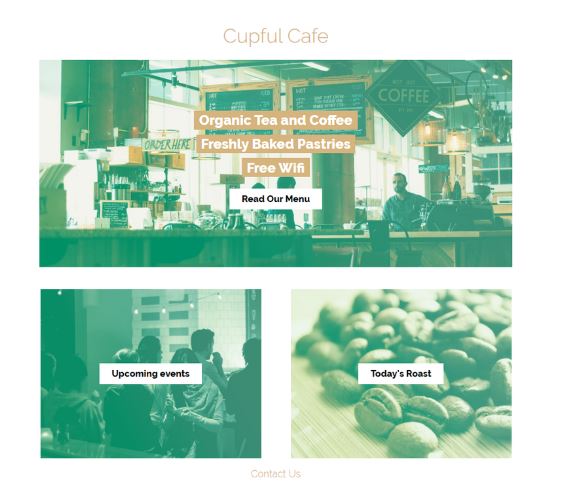 Cupful Cafe
COFFEE
Organic Tea and Coffee
ORDER HERE
Freshly Baked Pastries
Free Wifi
Read Our Menu
Upcoming events
Today's Roast
Contact Us